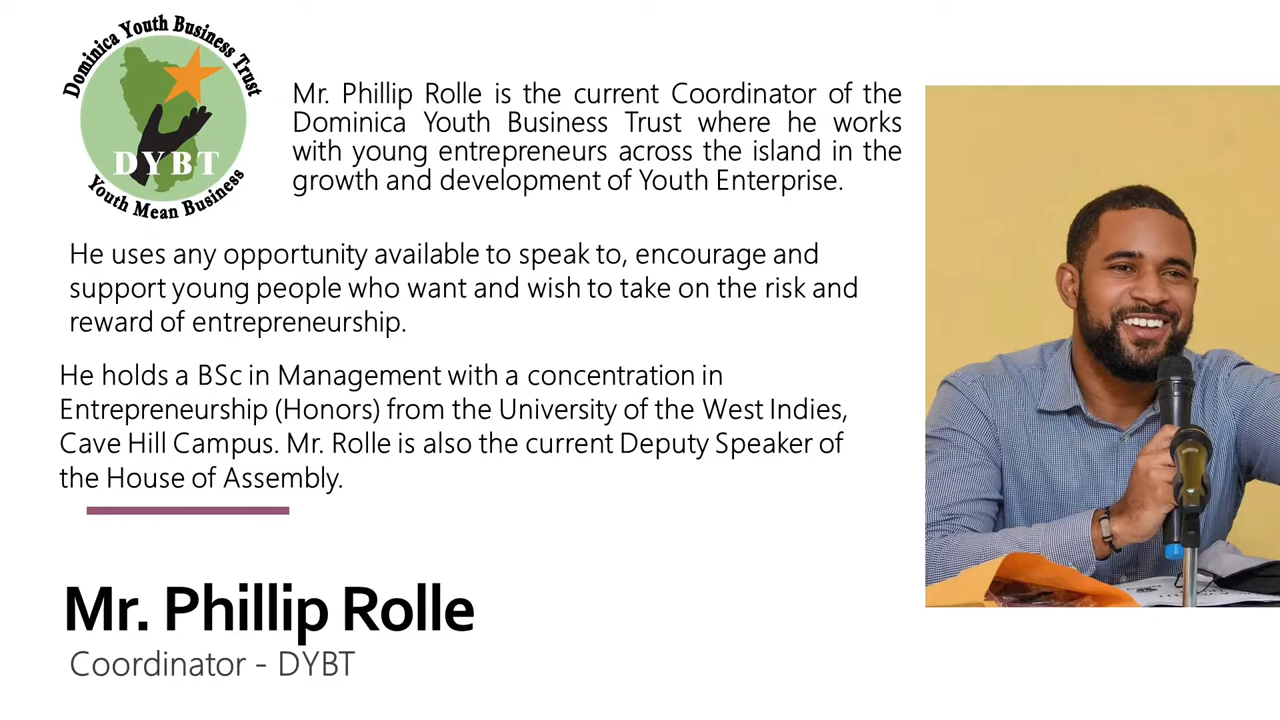 Dominica Youth Business Trust
DYBT
Youth Mean Business
Mr. Phillip Rolle is the current Coordinator of the
Dominica Youth Business Trust where he works
with young entrepreneurs across the island in the
growth and development of Youth Enterprise.
He uses any opportunity available to speak to, encourage and
support young people who want and wish to take on the risk and
reward of entrepreneurship.
He holds a BSc in Management with a concentration in
Entrepreneurship (Honors) from the University of the West Indies,
Cave Hill Campus. Mr. Rolle is also the current Deputy Speaker of
the House of Assembly.
Mr. Phillip Rolle
Coordinator - DYBT